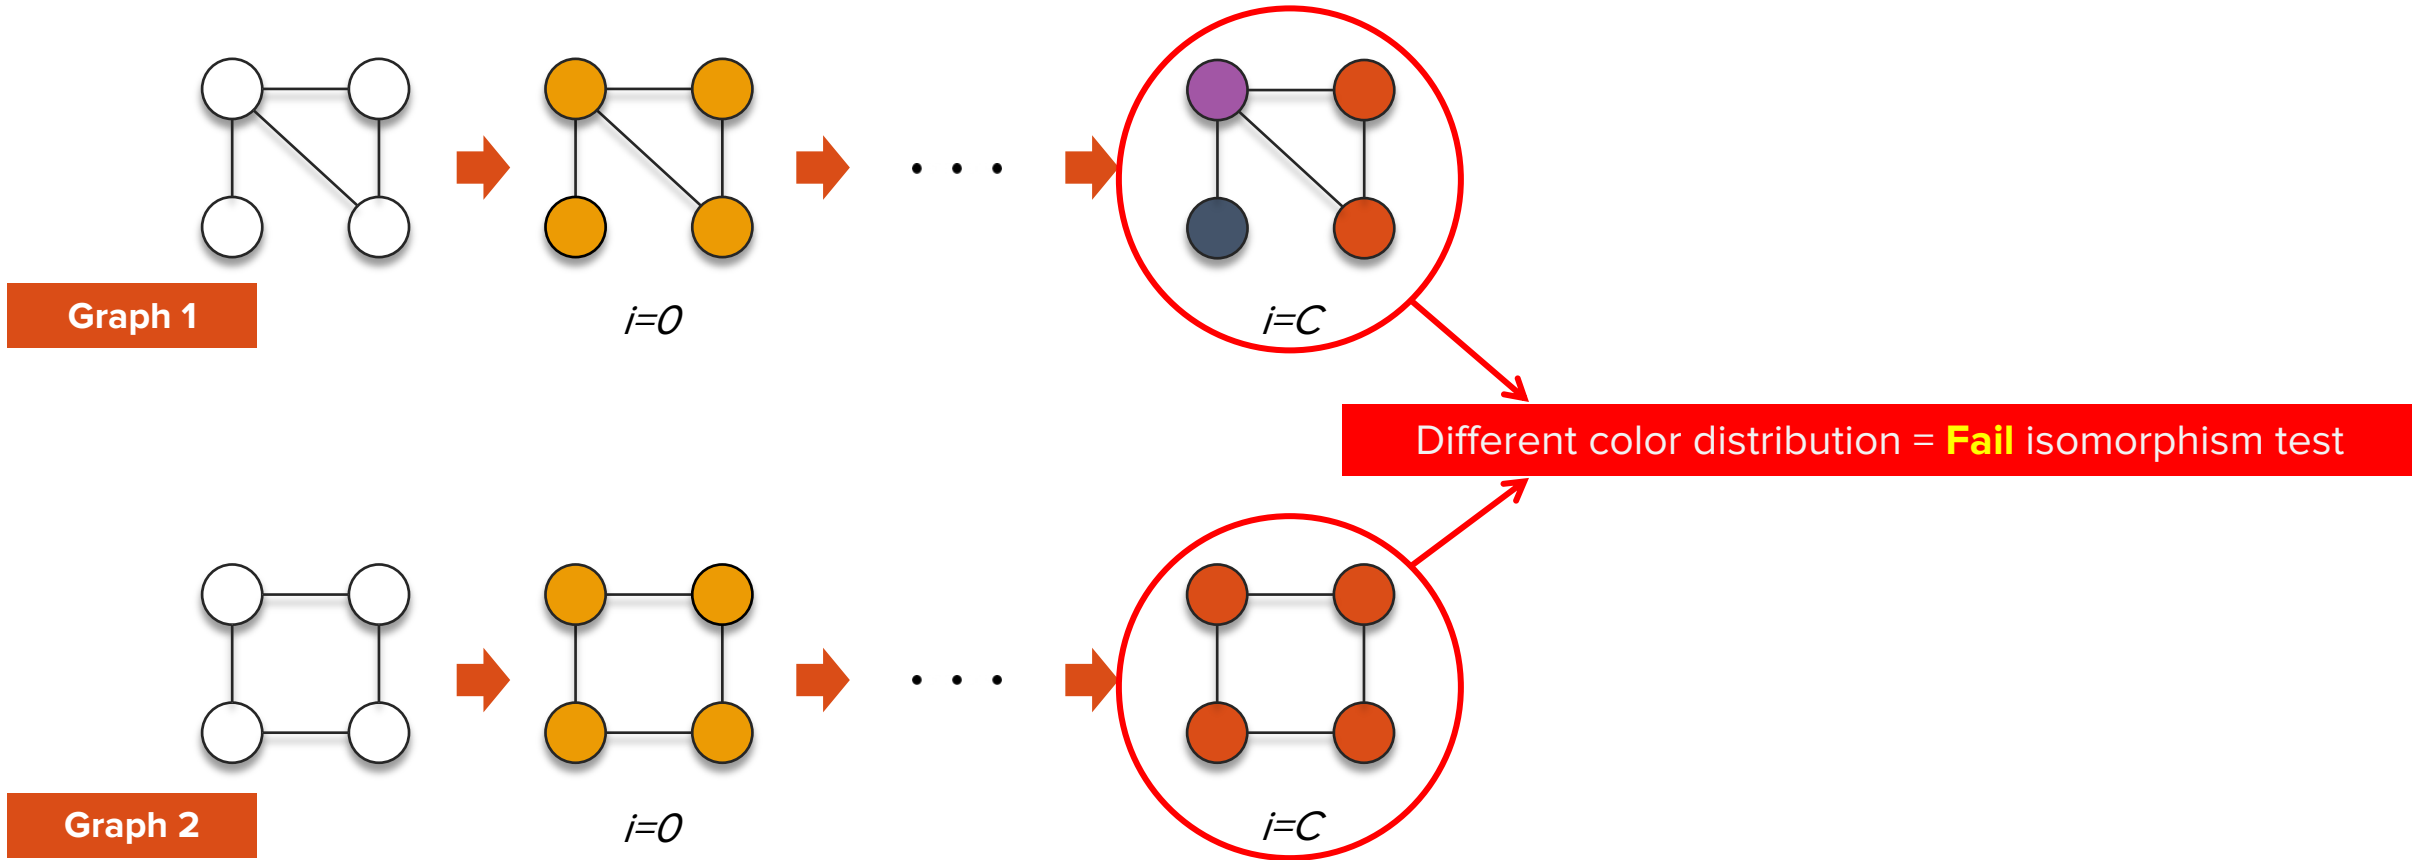 Graph 1
i=0
i=C
Different color distribution = Fail isomorphism test
Graph 2
i=0
i=C